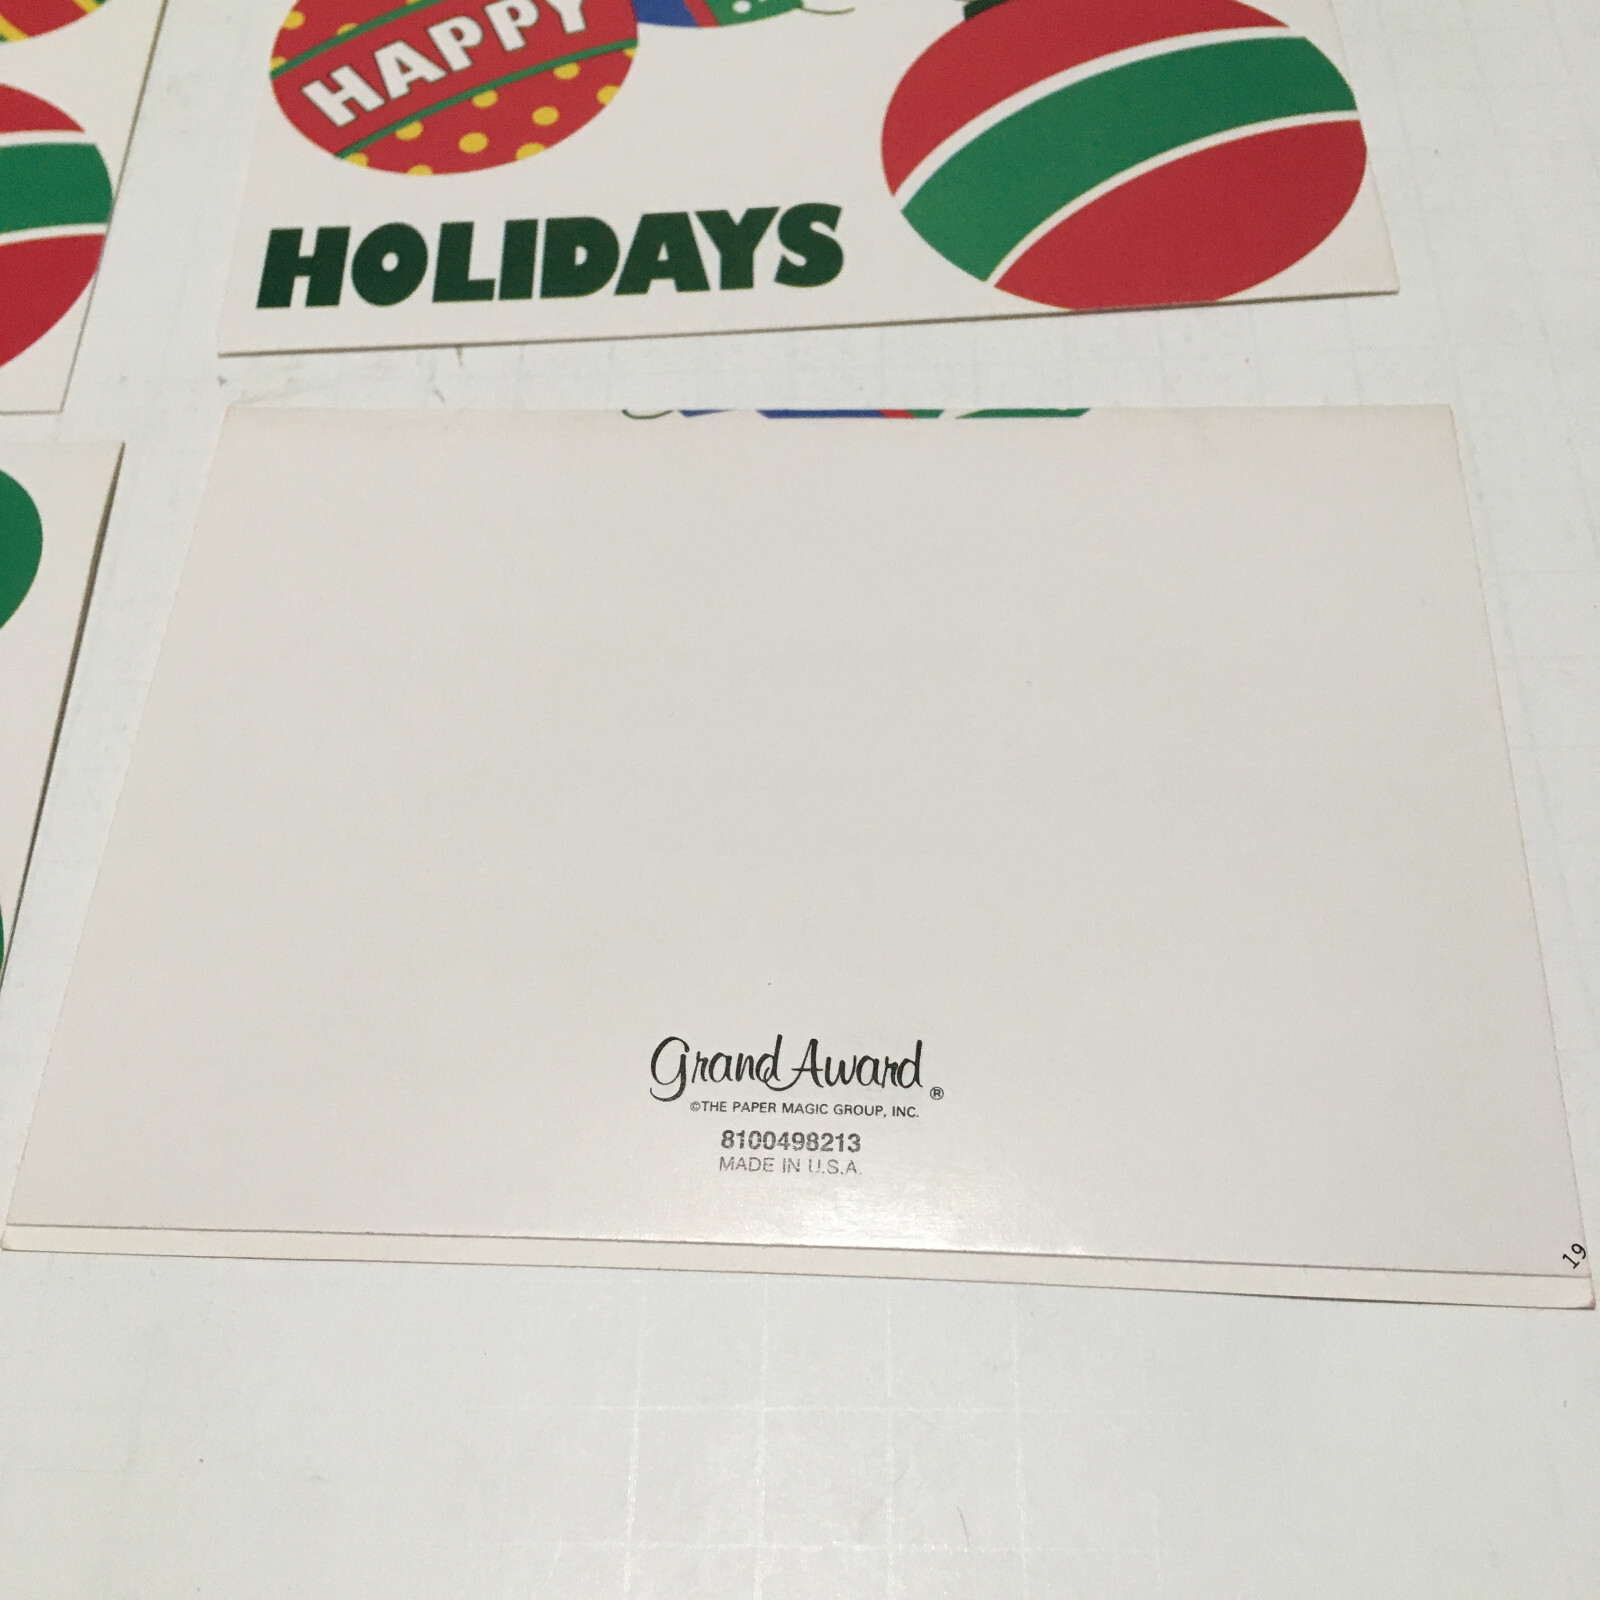 HAPPY
HOLIDAYS
Grand Award ®
©THE PAPER MAGIC GROUP, INC.
8100498213
MADE IN U.S.A.
19